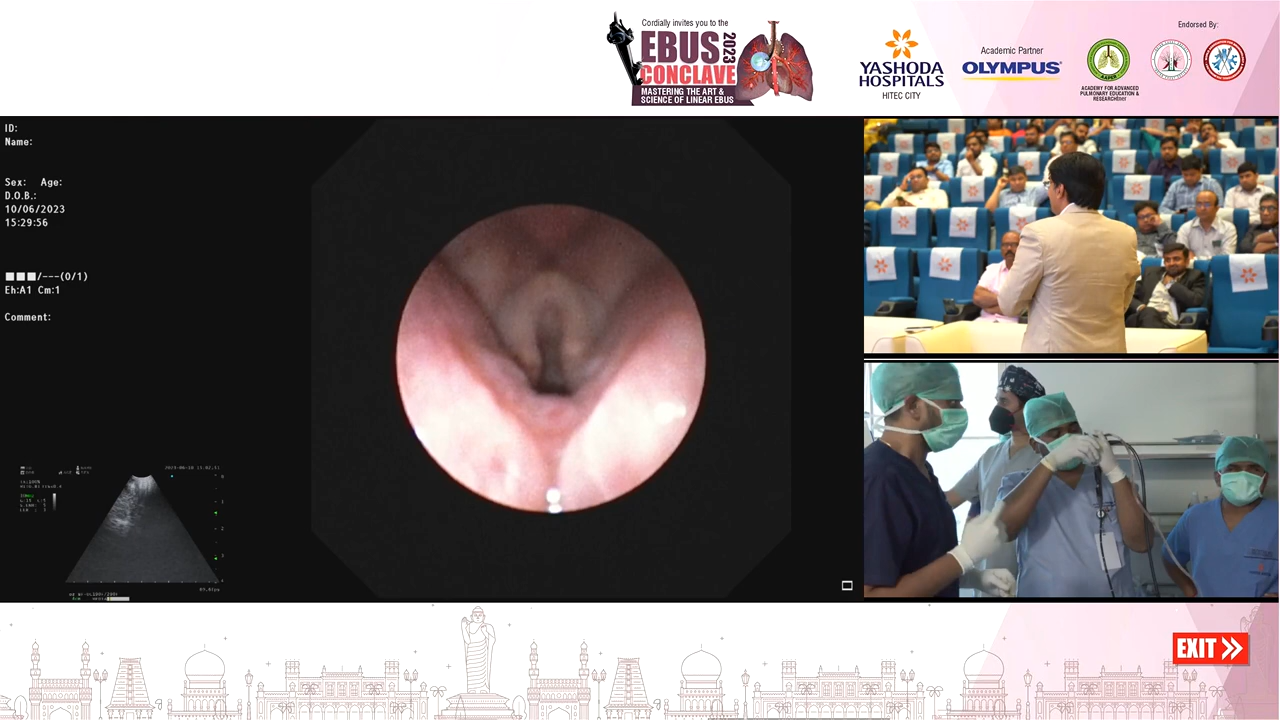 Cordially invites you to the
EBUS
2023
CONCLAVE
MASTERING THE ART &
SCIENCE OF LINEAR EBUS
YASHODA
HOSPITALS
HITEC CITY
Academic Partner
OLYMPUS
Endorsed By:
ACADEMY FOR ADVANCED
PULMONARY EDUCATION &
ID:
Name:
Sex: Age:
D.O.B.:
10/06/2023
15:29:56
/---(0/1)
Eh:A1 Cm:1
Comment:
EXIT